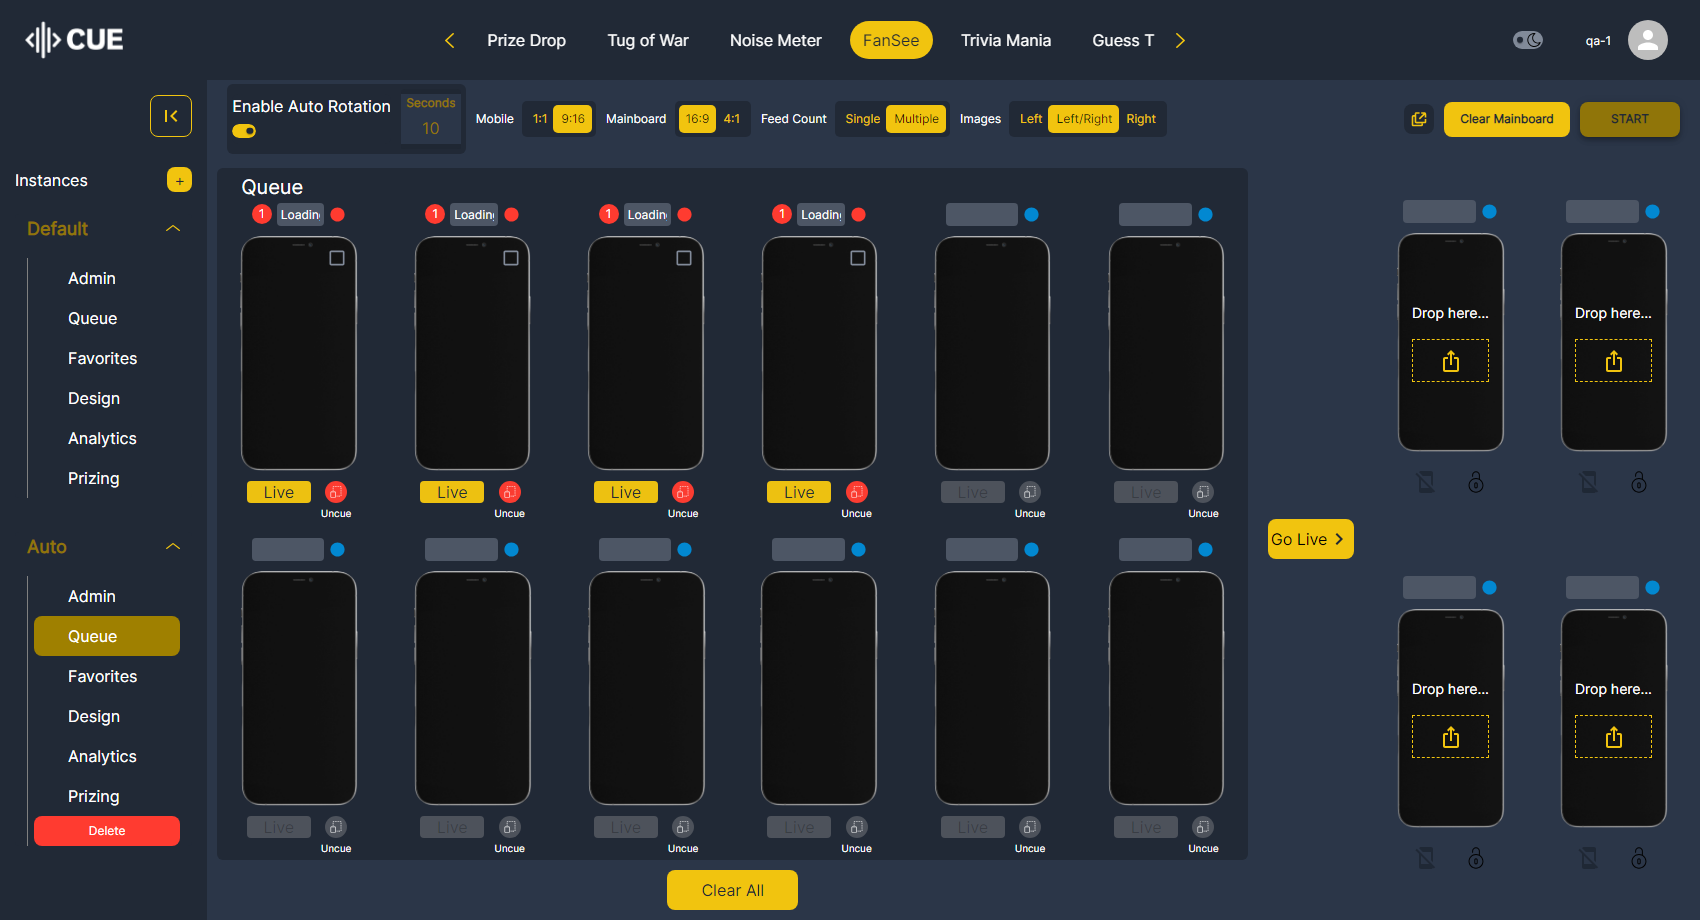 CUE
Prize Drop Tug of War Noise Meter FanSee Trivia Mania Guess T
qa-1
Enable Auto Rotation Seconds 10
Mobile 1:1 9:16 Mainboard 16:9 4:1 Feed Count Single Multiple Images Left Left/Right Right
Clear Mainboard START
Instances +
Default
Admin
Queue
Favorites
Design
Analytics
Prizing
Auto
Admin
Queue
Favorites
Design
Analytics
Prizing
Delete
Queue
1 Loadin 1 Loadin 1 Loadin 1 Loadin
Live Live Live Live Live Live
Uncue Uncue Uncue Uncue Uncue Uncue
Live Live Live Live Live Live
Uncue Uncue Uncue Uncue Uncue Uncue
Clear All
Go Live
Drop here... Drop here...
Drop here... Drop here...